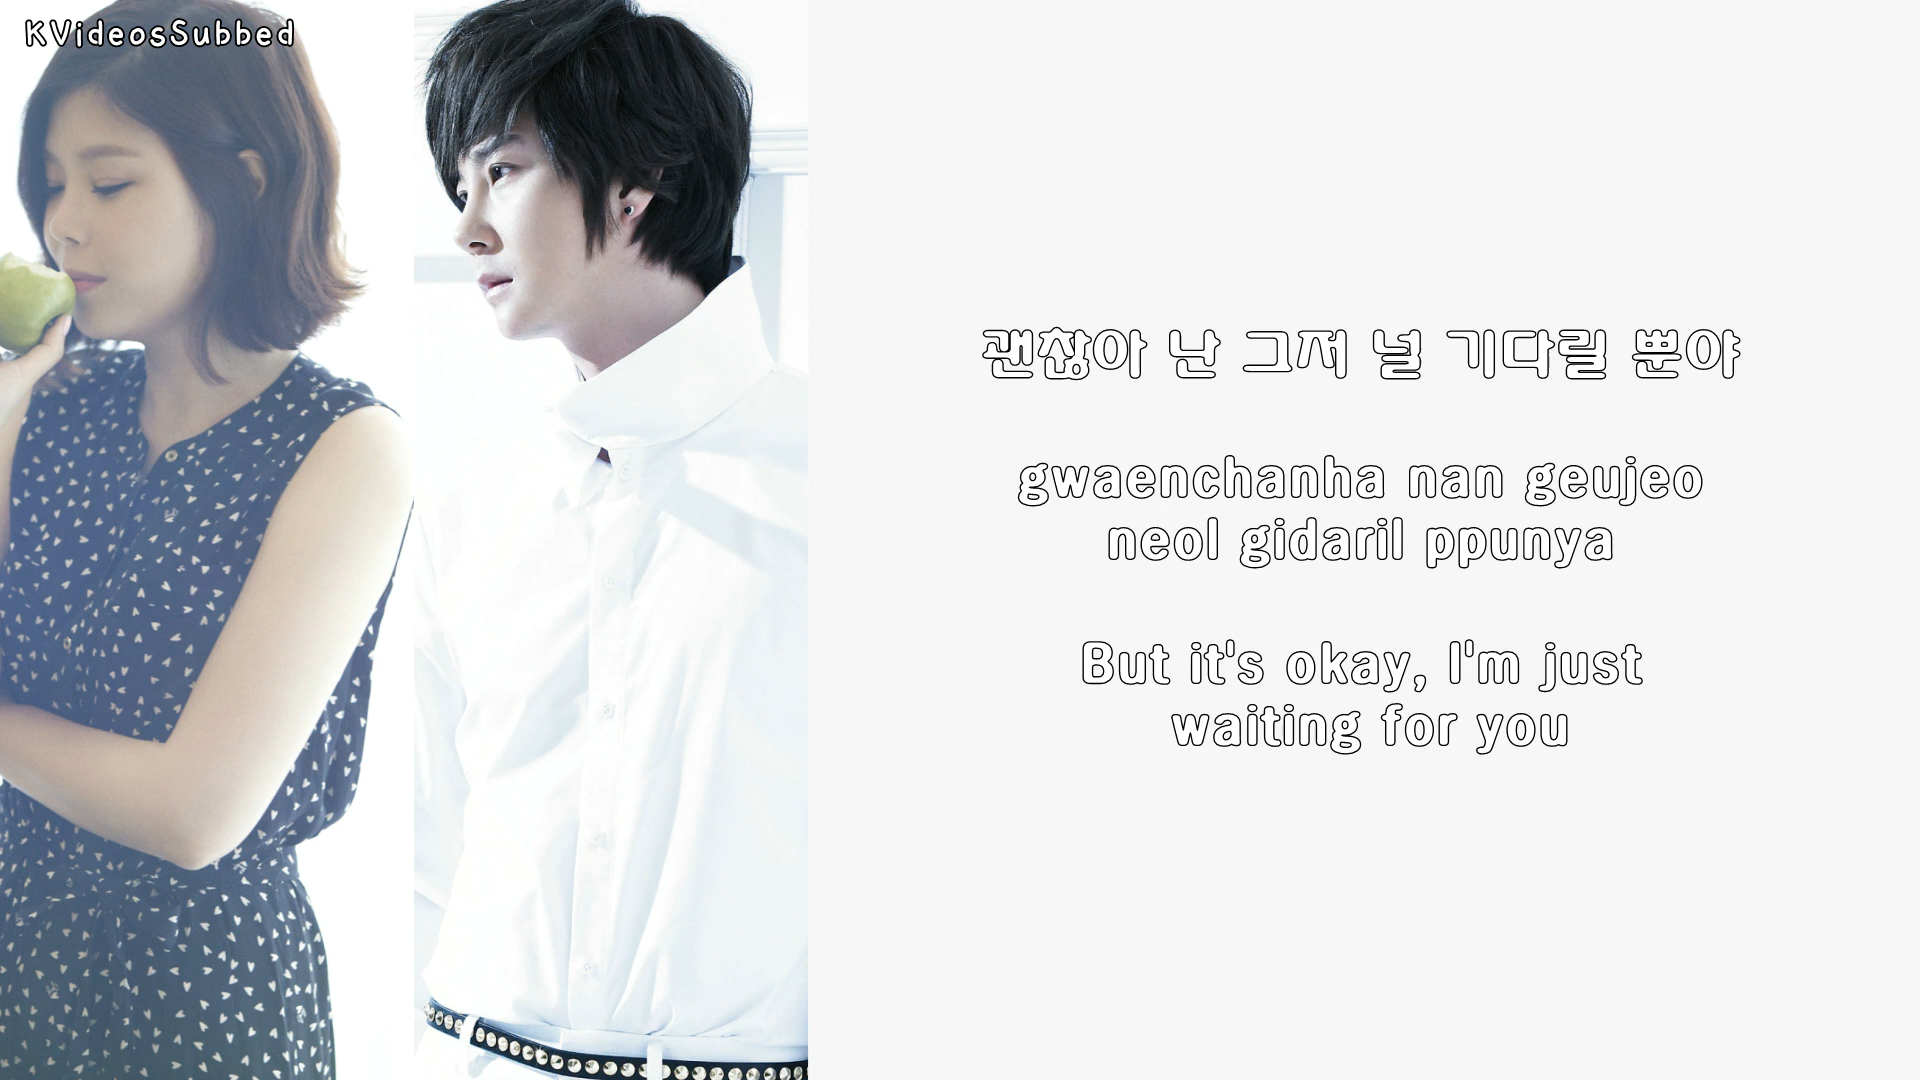 KVideosSubbed
괜찮아 난 그저 널 기다릴 뿐야
gwaenchanha nan geujeo
neol gidaril ppunya
But it's okay, I'm just
waiting for you